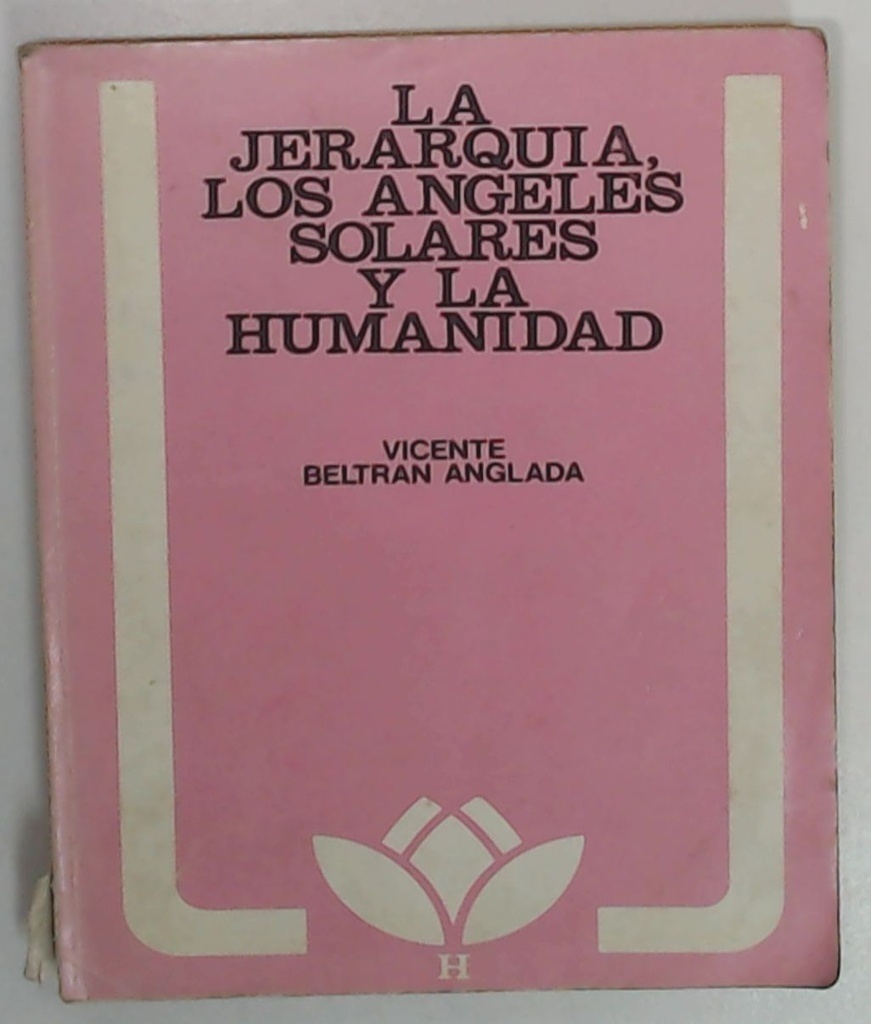 LA
JERARQUIA,
LOS ANGELES
SOLARES
Y LA
HUMANIDAD
VICENTE
BELTRAN ANGLADA
H